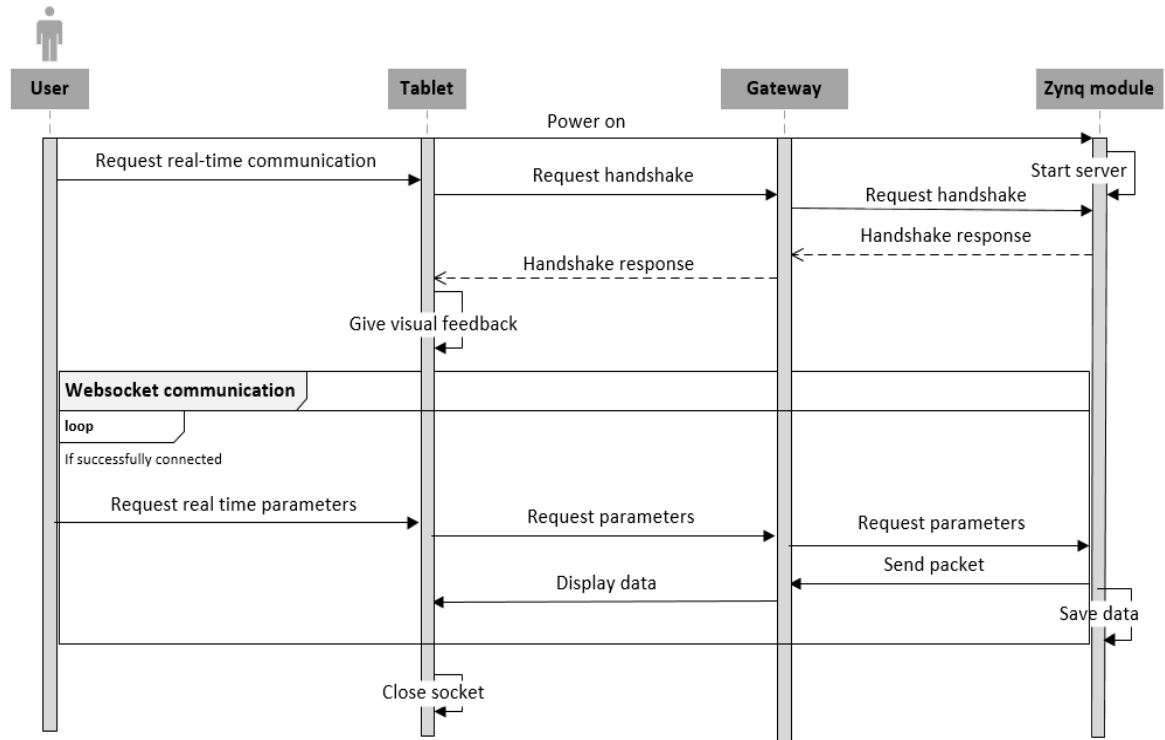 User
Tablet
Gateway
Zynq module
Power on
Request real-time communication
Start server
Request handshake
Request handshake
Handshake response
Handshake response
Give visual feedback
Websocket communication
loop
If successfully connected
Request real time parameters
Request parameters
Request parameters
Send packet
Display data
Save data
Close socket